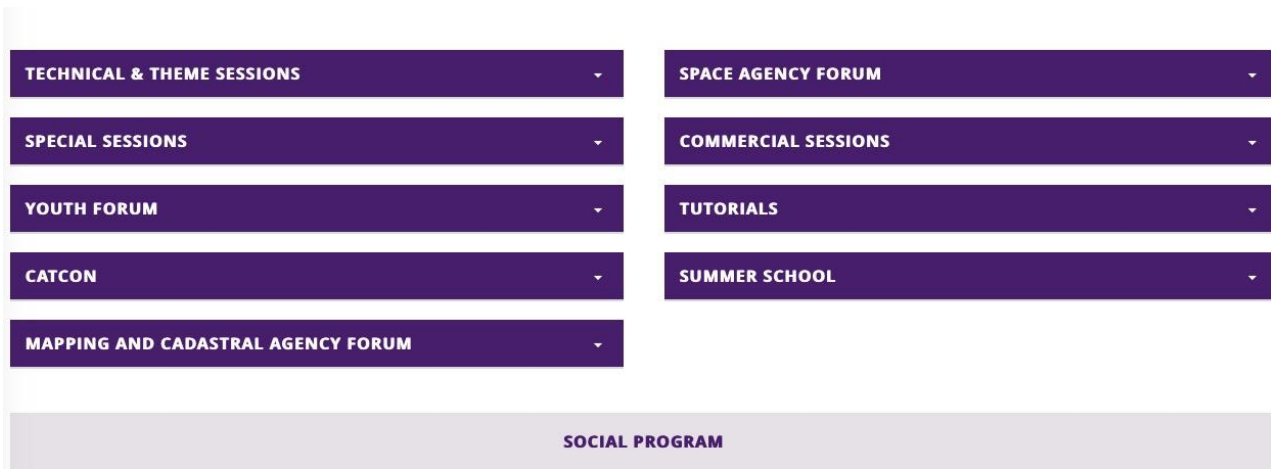 TECHNICAL & THEME SESSIONS
SPACE AGENCY FORUM
SPECIAL SESSIONS
COMMERCIAL SESSIONS
YOUTH FORUM
TUTORIALS
CATCON
SUMMER SCHOOL
MAPPING AND CADASTRAL AGENCY FORUM
SOCIAL PROGRAM